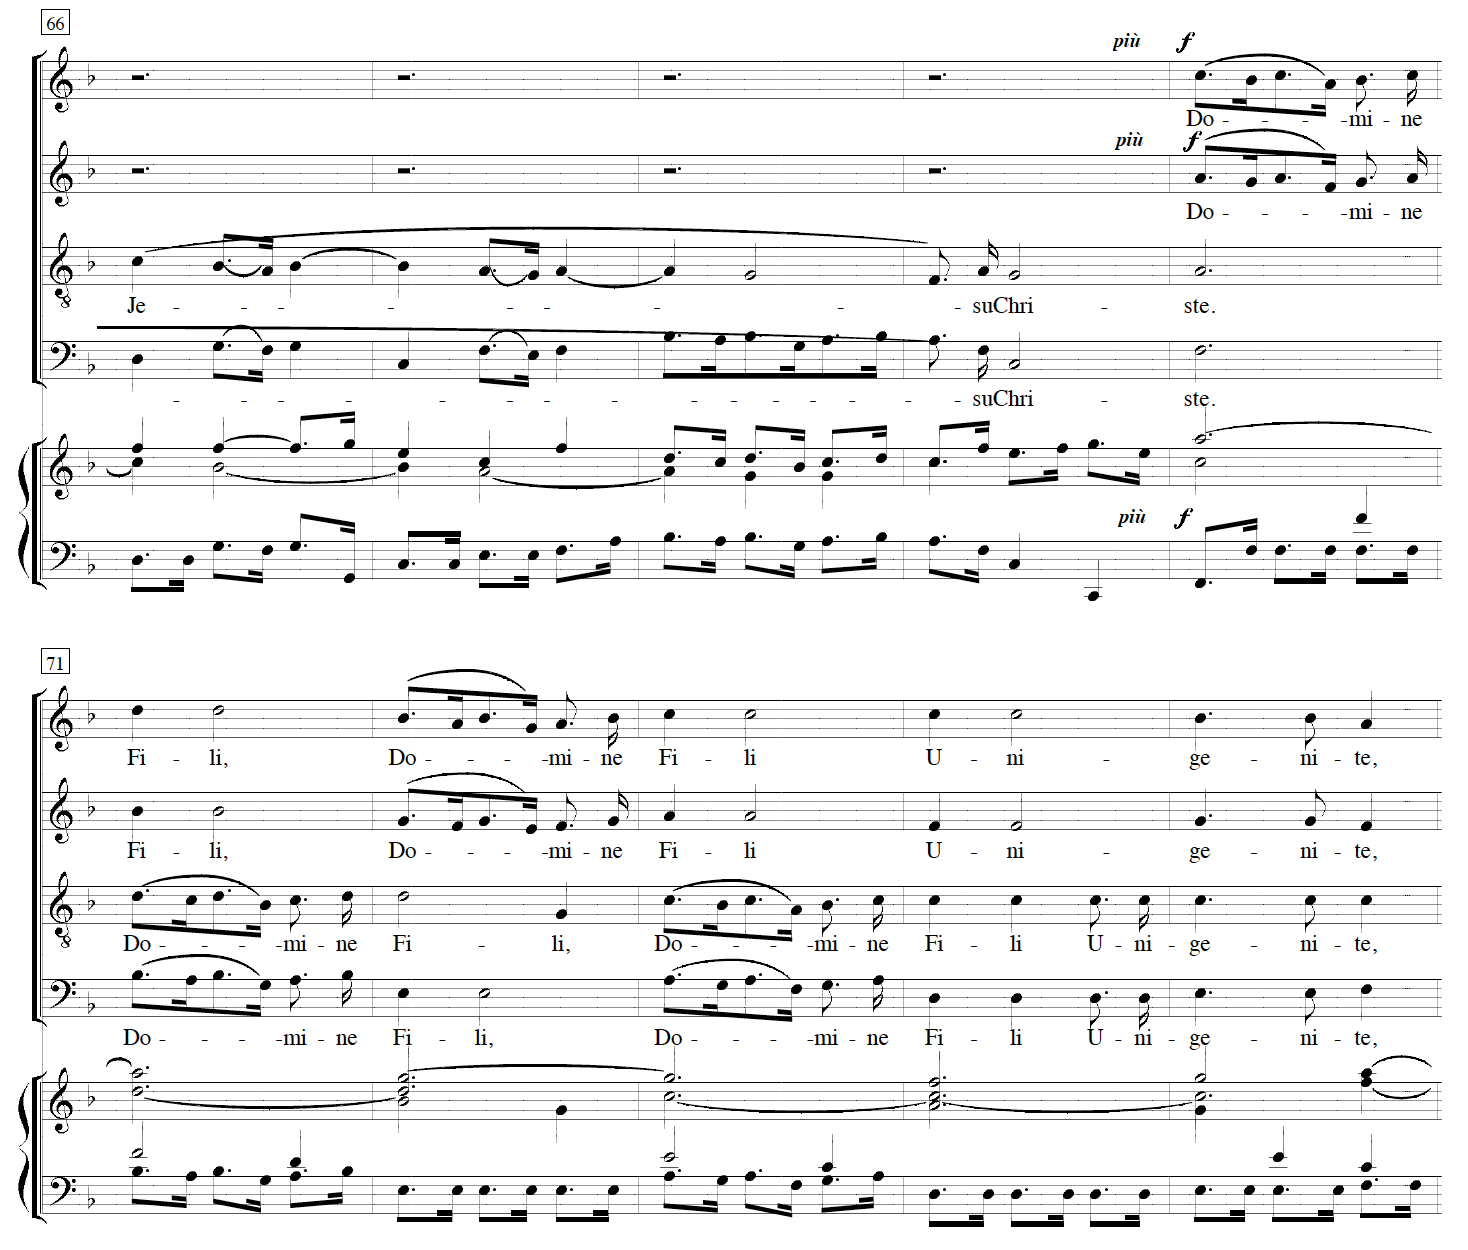 66
più f
Do - - - -mi - ne
più f
Do - - - -mi - ne
Je - - - - - - - - - suChri - ste.
- - - - - - - - - - - - suChri - ste.
più f
71
Fi - li, Do - - - -mi - ne Fi - li U - ni - ge - ni - te,
Fi - li, Do - - - -mi - ne Fi - li U - ni - ge - ni - te,
Do - - - -mi - ne Fi - li, Do - - - -mi - ne Fi - li U - ni - ge - ni - te,
Do - - - -mi - ne Fi - li, Do - - - -mi - ne Fi - li U - ni - ge - ni - te,